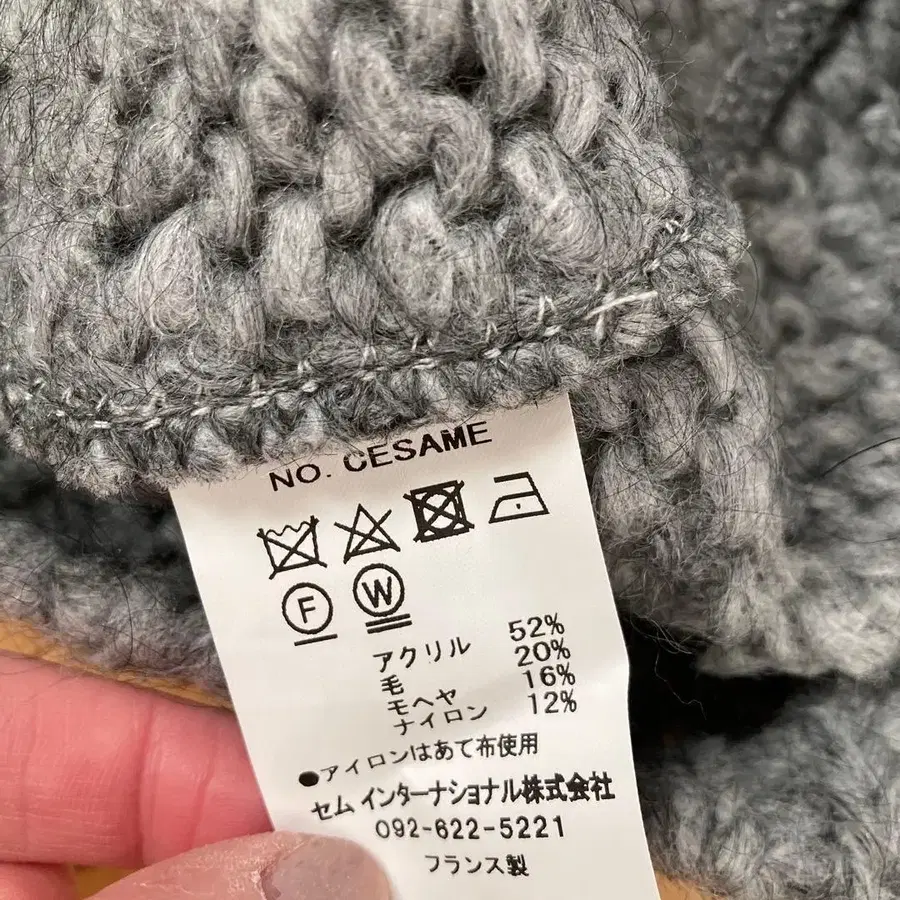 NO. CESAME
F W
アクリル 52%
毛 20%
モヘヤ 16%
ナイロン 12%
●アイロンはあて布使用
セムインターナショナル株式会社
092-622-5221
フランス製